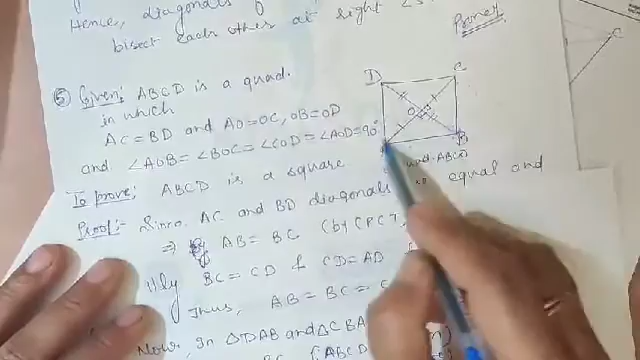 Hence, diagonals of
bisect each other at right ∠s.
Proved
⑤ Given: ABCD is a quad.
in which
AC = BD and AO = OC, OB = OD
and ∠AOB = ∠BOC = ∠COD = ∠AOD = 90°
D C
O
B
To prove: ABCD is a square
Proof:- Since AC and BD diagonals equal and
⇒ AB = BC (by CPCT
lly BC = CD & CD = AD
Thus, AB = BC =
Now, In ΔDAB and ΔCBA
(: ABCD
C